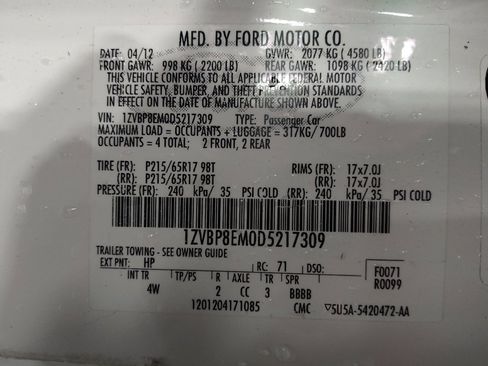 MFD. BY FORD MOTOR CO.
DATE: 04/12 GVWR: 2077 KG ( 4580 LB)
FRONT GAWR: 998 KG ( 2200 LB) REAR GAWR: 1098 KG ( 2420 LB)
THIS VEHICLE CONFORMS TO ALL APPLICABLE FEDERAL MOTOR
VEHICLE SAFETY, BUMPER, AND THEFT PREVENTION STANDARDS
IN EFFECT ON THE DATE OF MANUFACTURE SHOWN ABOVE.
VIN: 1ZVBP8EM0D5217309 TYPE: Passenger Car
MAXIMUM LOAD = OCCUPANTS + LUGGAGE = 317KG/ 700LB
OCCUPANTS = 4 TOTAL; 2 FRONT, 2 REAR
TIRE (FR): P215/65R17 98T RIMS (FR): 17x7.0J
(RR): P215/65R17 98T (RR): 17x7.0J
PRESSURE (FR): 240 kPa/ 35 PSI COLD (RR): 240 kPa/ 35 PSI COLD
1ZVBP8EM0D5217309
TRAILER TOWING - SEE OWNER GUIDE
EXT PNT: HP RC: 71 DSO: F0071
INT TR TP/PS R AXLE TR SPR R0099
4W 2 CC 3 BBBB
1201204171085 CMC ▽5U5A-5420472-AA